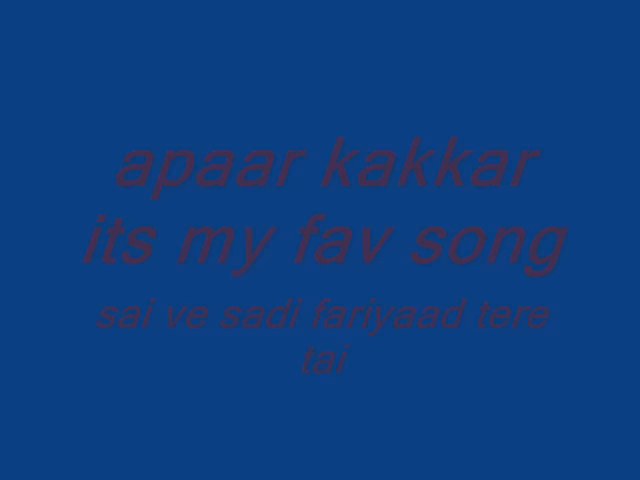 apaar kakkar
its my fav song
sai ve sadi fariyaad tere
tai